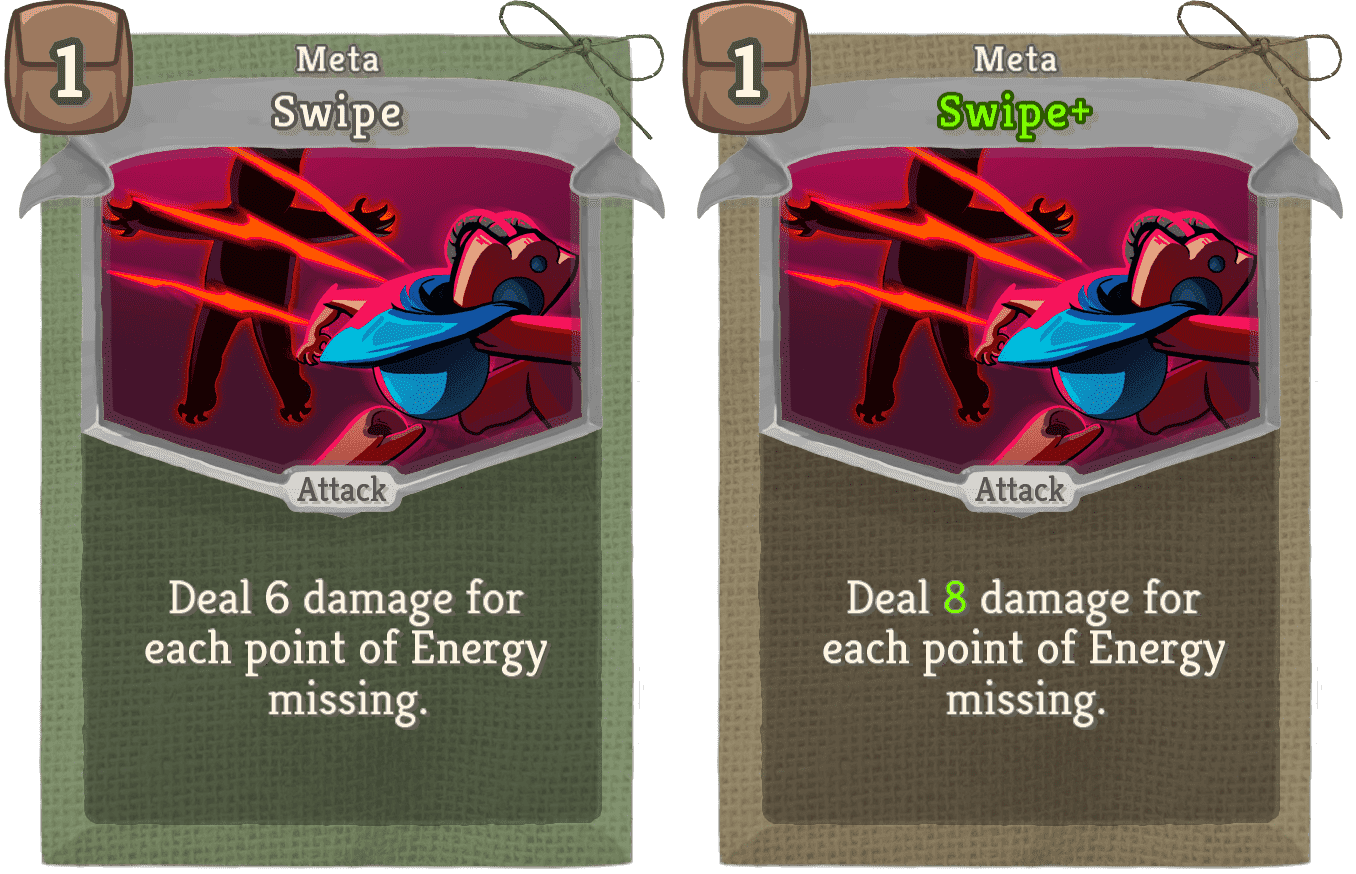 1
Meta
Swipe
Attack
Deal 6 damage for
each point of Energy
missing.
1
Meta
Swipe+
Attack
Deal 8 damage for
each point of Energy
missing.